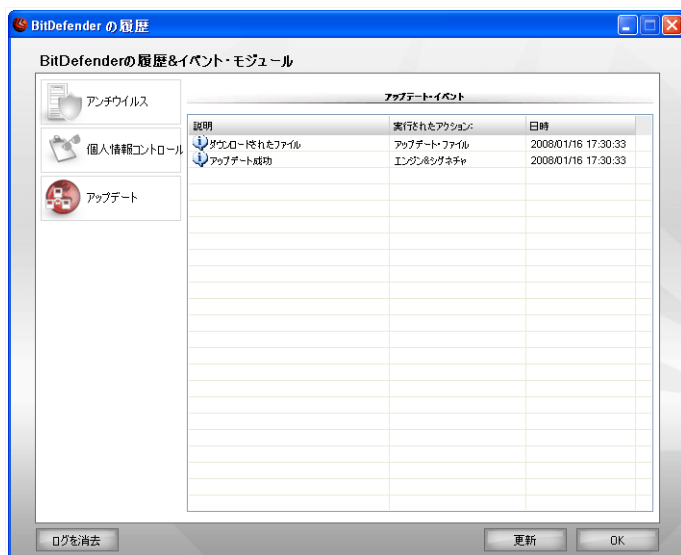 BitDefender の履歴
BitDefenderの履歴&イベント・モジュール
アンチウイルス
個人情報コントロール
アップデート
アップデート・イベント
説明 実行されたアクション: 日時
ダウンロードされたファイル アップデート・ファイル 2008/01/16 17:30:33
アップデート成功 エンジン&シグネチャ 2008/01/16 17:30:33
ログを消去 更新 OK